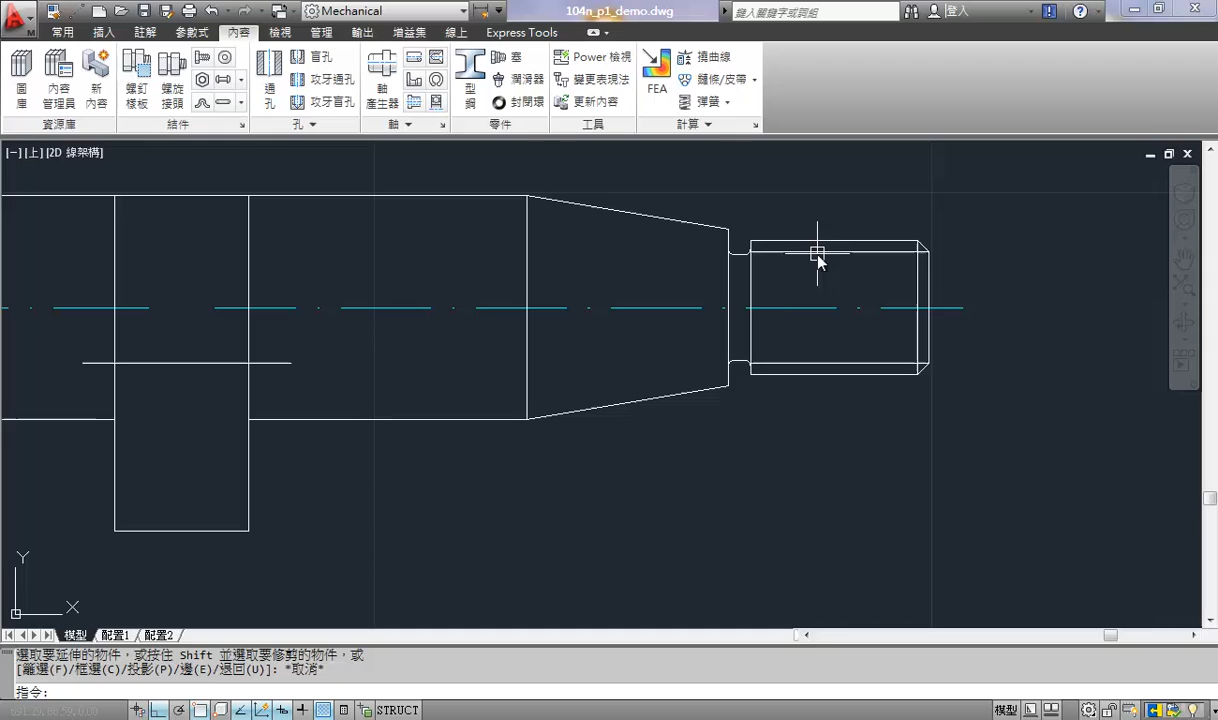 Mechanical
104n_p1_demo.dwg
鍵入關鍵字或同組
登入
常用 插入 註解 參數式 內容 檢視 管理 輸出 增益集 線上 Express Tools
圖庫
內容管理員
新內容
資源庫
螺釘樣板
螺旋接頭
結件
通孔
盲孔
攻牙通孔
攻牙盲孔
孔
軸產生器
軸
型鋼
塞
潤滑器
封閉環
零件
Power 檢視
變更表現法
更新內容
工具
FEA
撓曲線
鏈條/皮帶
彈簧
計算
[−][上][2D 線架構]
Y
X
模型 配置1 配置2
選取要延伸的物件，或按住 Shift 並選取要修剪的物件，或
[籬選(F)/框選(C)/投影(P)/邊(E)/退回(U)]: *取消*
指令:
STRUCT
模型